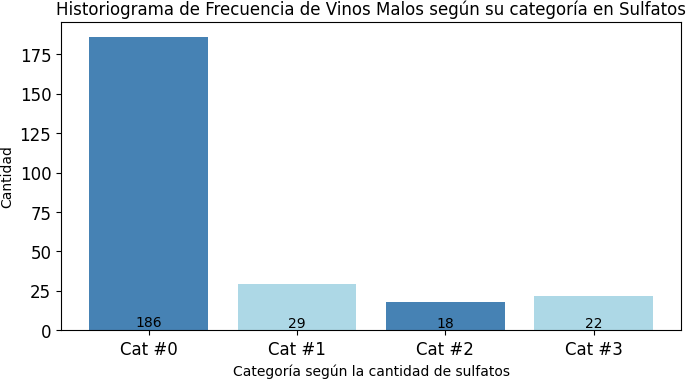 Historiograma de Frecuencia de Vinos Malos según su categoría en Sulfatos
175
150
125
100
75
50
25
0
Cantidad
186
29
18
22
Cat #0
Cat #1
Cat #2
Cat #3
Categoría según la cantidad de sulfatos